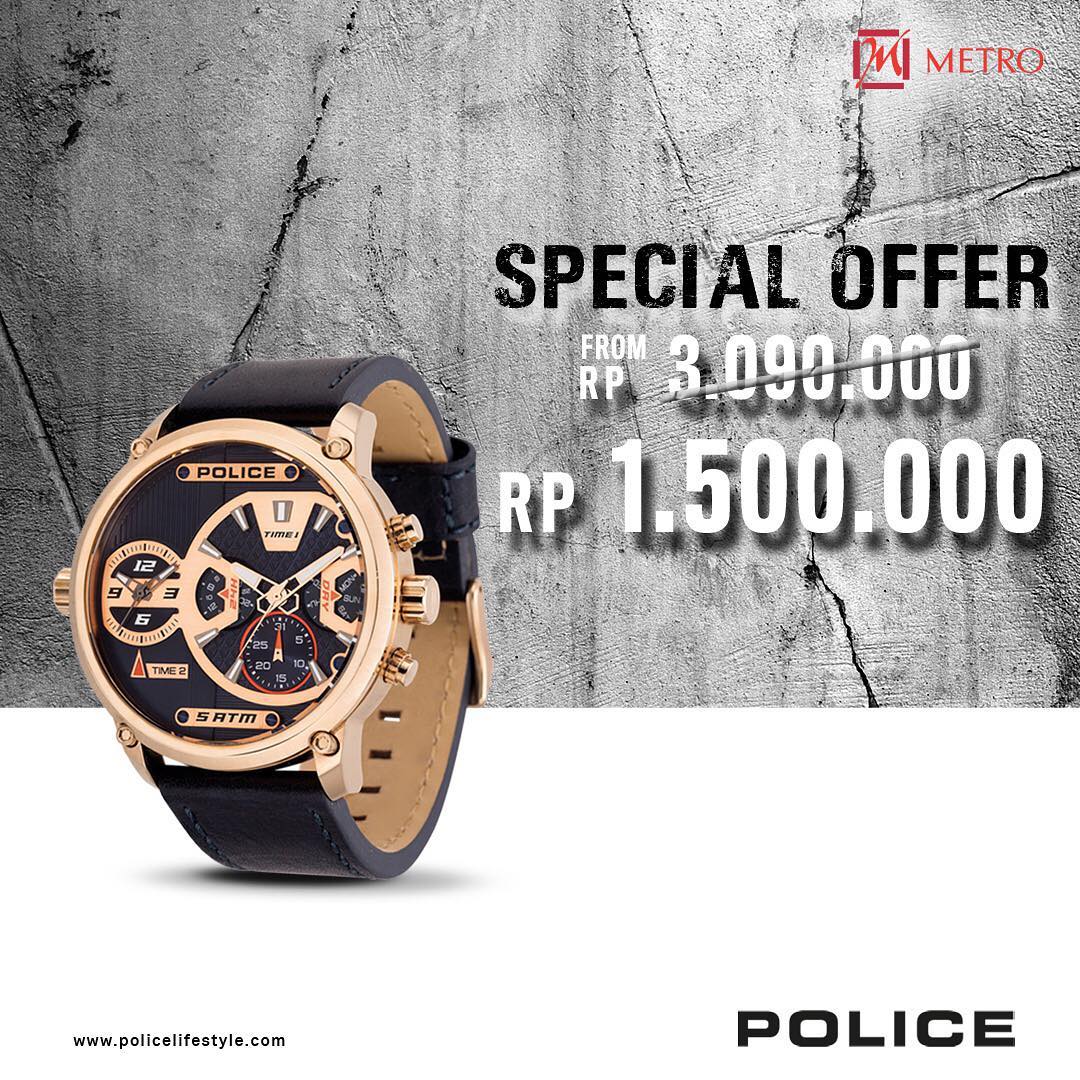 METRO
SPECIAL OFFER
FROM
RP 3.090.000
RP 1.500.000
POLICE
TIME 1
12
9 3
6
24H
DAY
MON
SUN
SAT
31
25 5
20 10
15
TIME 2
5 ATM
www.policelifestyle.com
POLICE